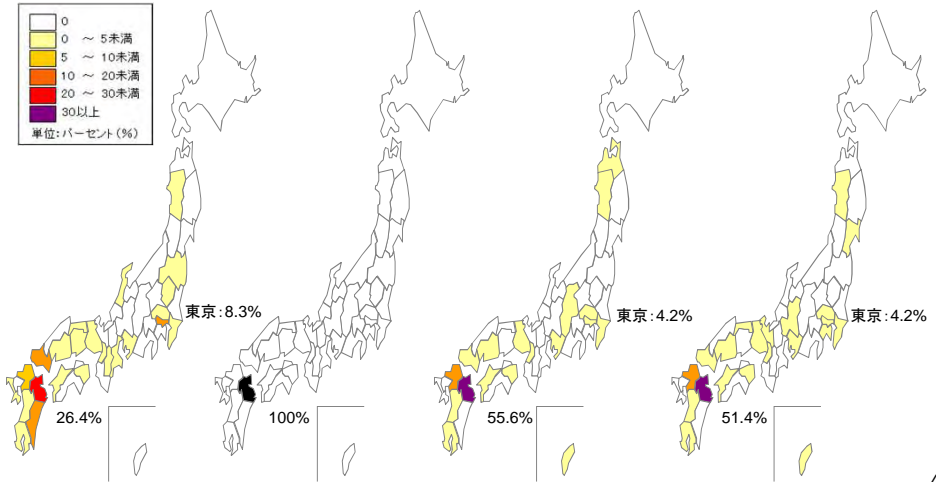 0
0 ～ 5未満
5 ～ 10未満
10 ～ 20未満
20 ～ 30未満
30以上
単位：パーセント（%）
東京：8.3%
東京：4.2%
東京：4.2%
26.4%
100%
55.6%
51.4%